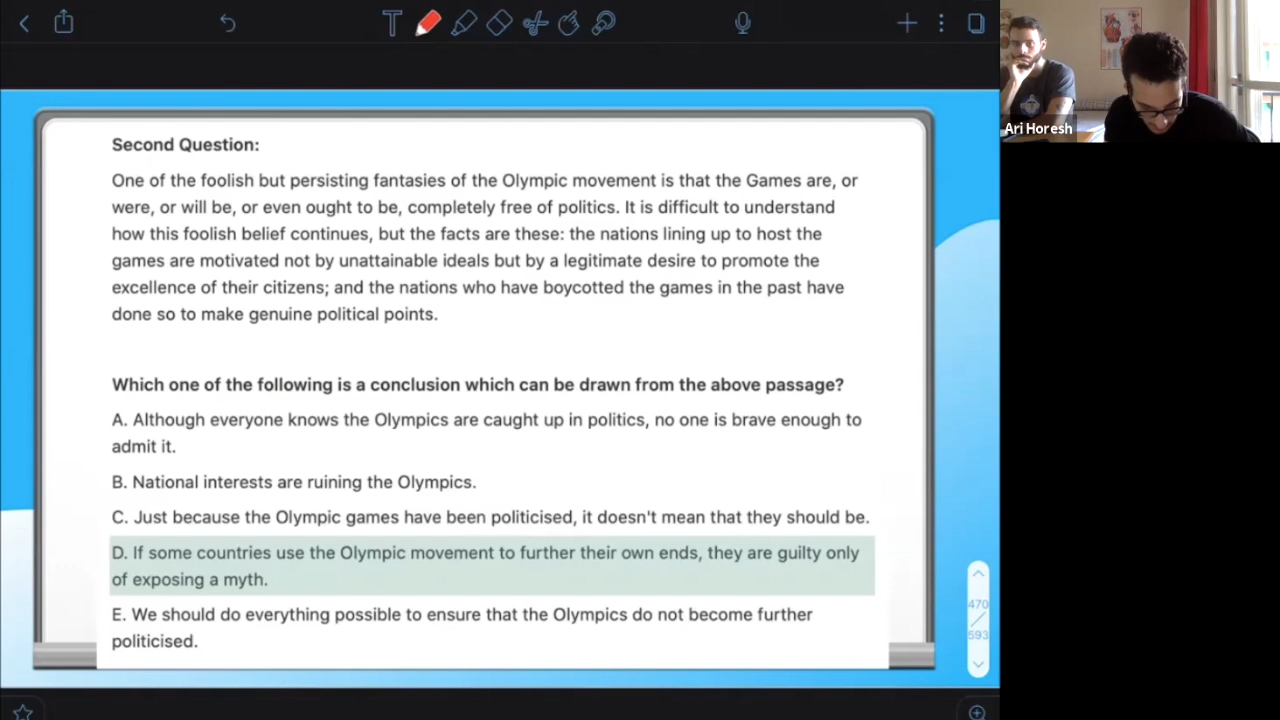 Second Question:
One of the foolish but persisting fantasies of the Olympic movement is that the Games are, or
were, or will be, or even ought to be, completely free of politics. It is difficult to understand
how this foolish belief continues, but the facts are these: the nations lining up to host the
games are motivated not by unattainable ideals but by a legitimate desire to promote the
excellence of their citizens; and the nations who have boycotted the games in the past have
done so to make genuine political points.
Which one of the following is a conclusion which can be drawn from the above passage?
A. Although everyone knows the Olympics are caught up in politics, no one is brave enough to
admit it.
B. National interests are ruining the Olympics.
C. Just because the Olympic games have been politicised, it doesn't mean that they should be.
D. If some countries use the Olympic movement to further their own ends, they are guilty only
of exposing a myth.
E. We should do everything possible to ensure that the Olympics do not become further
politicised.
470
/
593
Ari Horesh